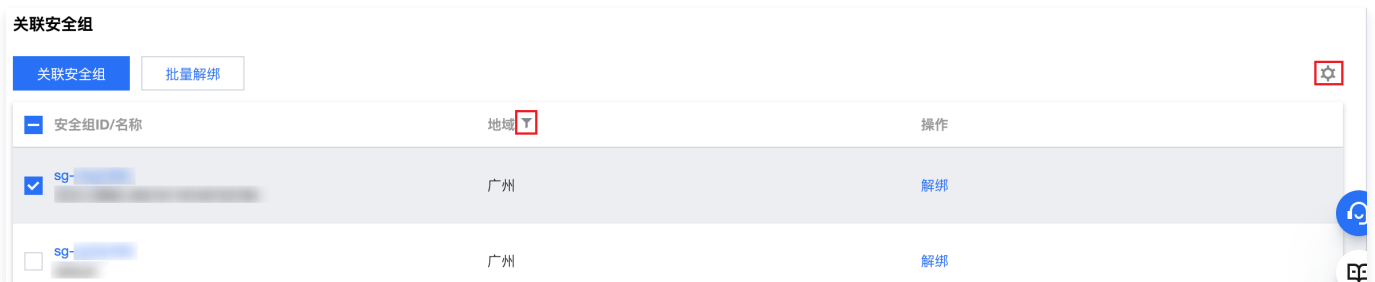 关联安全组
关联安全组 批量解绑
安全组ID/名称 地域 操作
sg-
广州 解绑
sg-
广州 解绑